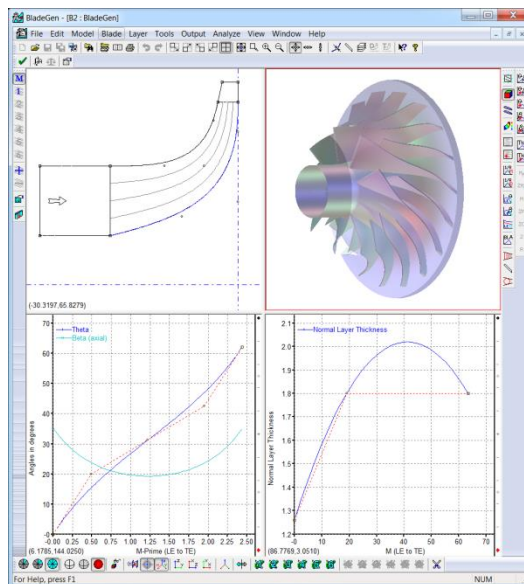 BladeGen - [B2 : BladeGen]
File Edit Model Blade Layer Tools Output Analyze View Window Help
(-30.3197,65.8279)
Theta
Beta (axial)
70
60
50
40
30
20
10
0
Angles in degrees
-0.00 0.25 0.50 0.75 1.00 1.25 1.50 1.75 2.00 2.25 2.50
(6.1785,144.0250)
M-Prime (LE to TE)
Normal Layer Thickness
2.1
2.0
1.9
1.8
1.7
1.6
1.5
1.4
1.3
1.2
Normal Layer Thickness
0 10 20 30 40 50 60 70
(86.7769,3.0510)
M (LE to TE)
For Help, press F1
NUM